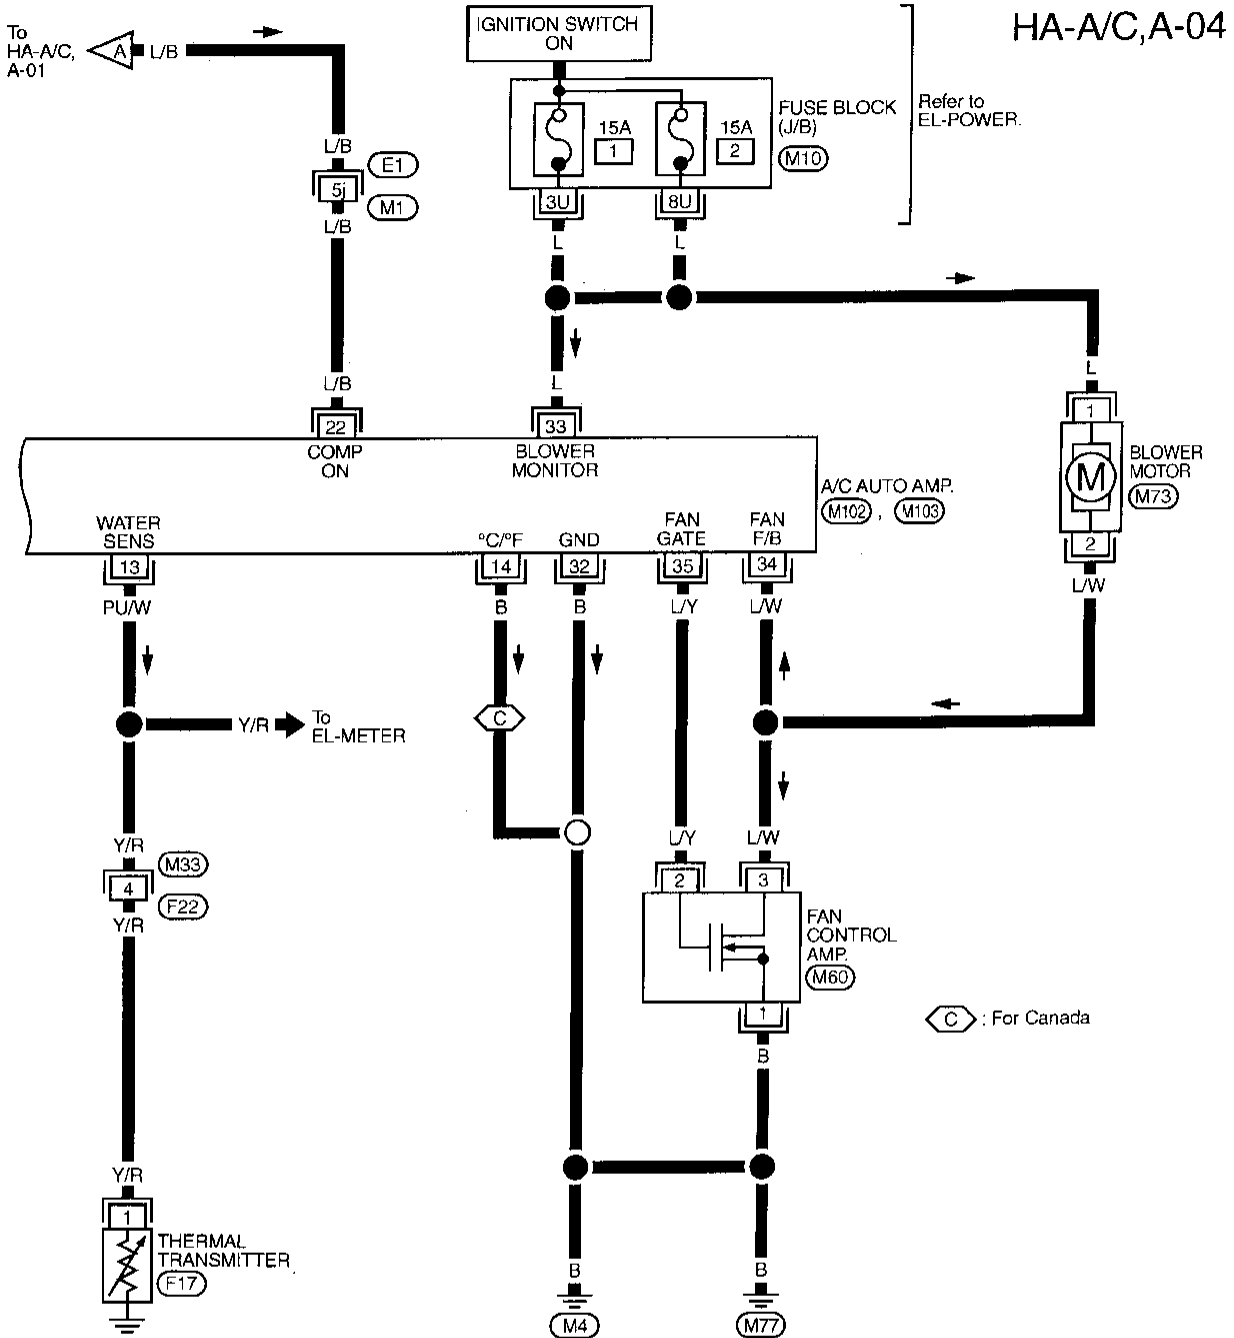 HA-A/C,A-04
To
HA-A/C,
A-01
A
L/B
IGNITION SWITCH
ON
FUSE BLOCK
(J/B)
M10
Refer to
EL-POWER.
15A
1
15A
2
L/B
E1
5j
M1
L/B
3U
8U
L
L
L/B
L
L
22
33
1
COMP
ON
BLOWER
MONITOR
M
BLOWER
MOTOR
M73
A/C AUTO AMP.
M102 , M103
WATER
SENS
°C/°F
GND
FAN
GATE
FAN
F/B
2
13
14
32
35
34
L/W
PU/W
B
B
L/Y
L/W
C
Y/R
To
EL-METER
Y/R
L/Y
L/W
M33
4
F22
2
3
Y/R
FAN
CONTROL
AMP.
M60
1
C : For Canada
B
Y/R
1
THERMAL
TRANSMITTER
F17
B
B
M4
M77